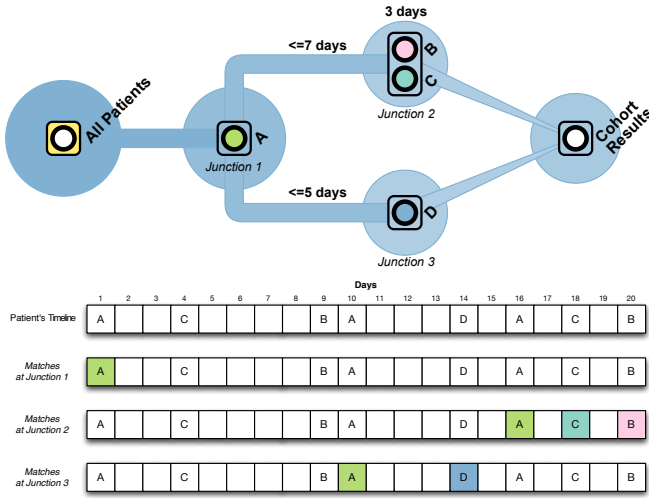 3 days
<=7 days
B
C
All Patients
A
Cohort
Results
Junction 2
Junction 1
<=5 days
D
Junction 3
Days
1 2 3 4 5 6 7 8 9 10 11 12 13 14 15 16 17 18 19 20
Patient's Timeline A C B A D A C B
Matches
at Junction 1 A C B A D A C B
Matches
at Junction 2 A C B A D A C B
Matches
at Junction 3 A C B A D A C B